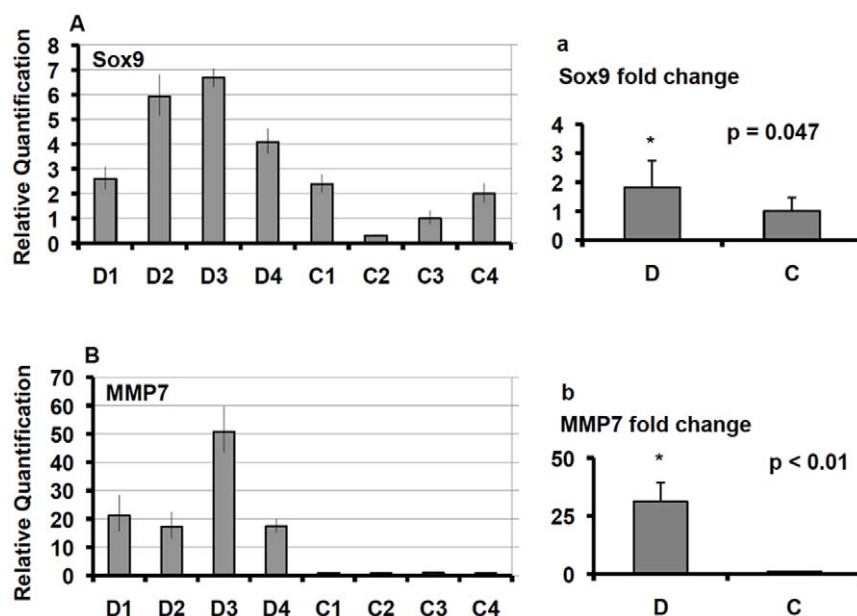 A
Sox9
Relative Quantification
8
7
6
5
4
3
2
1
0
D1 D2 D3 D4 C1 C2 C3 C4
a
Sox9 fold change
p = 0.047
*
4
3
2
1
0
D C
B
MMP7
Relative Quantification
70
60
50
40
30
20
10
0
D1 D2 D3 D4 C1 C2 C3 C4
b
MMP7 fold change
p < 0.01
*
50
25
0
D C